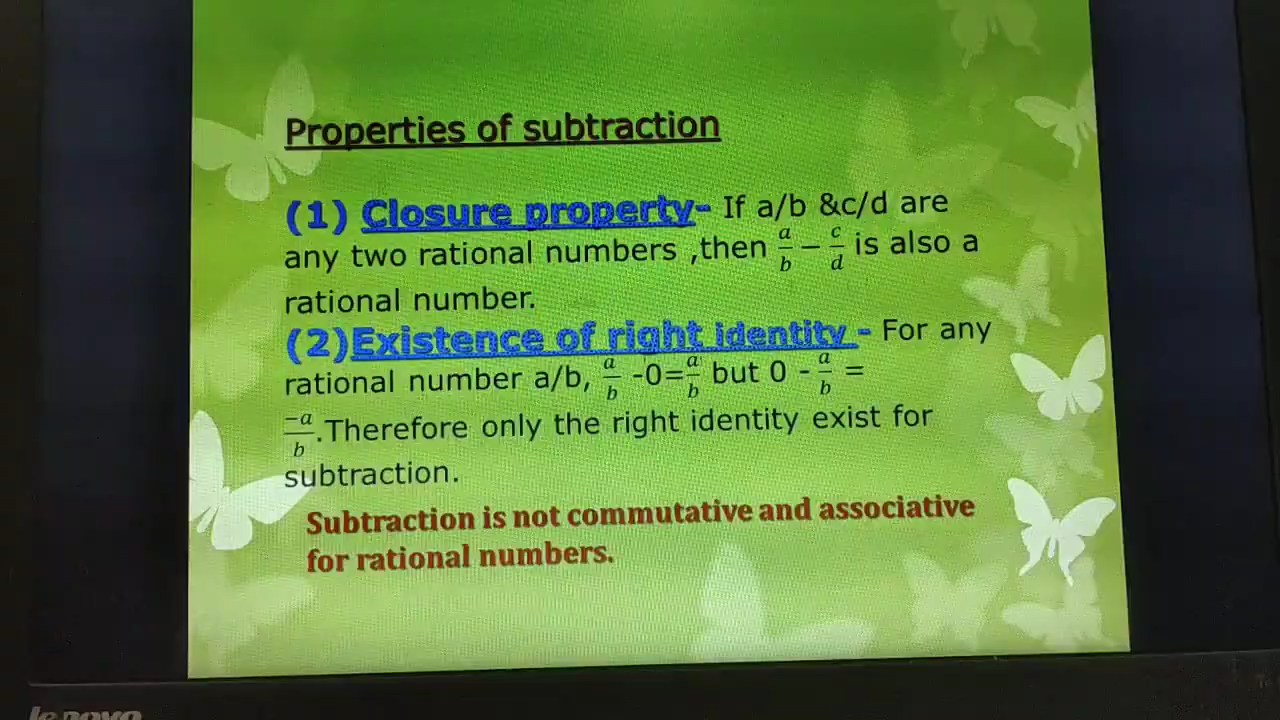 Properties of subtraction
(1) Closure property- If a/b &c/d are
any two rational numbers ,then a/b − c/d is also a
rational number.
(2)Existence of right identity - For any
rational number a/b, a/b -0=a/b but 0 - a/b =
−a/b.Therefore only the right identity exist for
subtraction.
Subtraction is not commutative and associative
for rational numbers.
lenovo